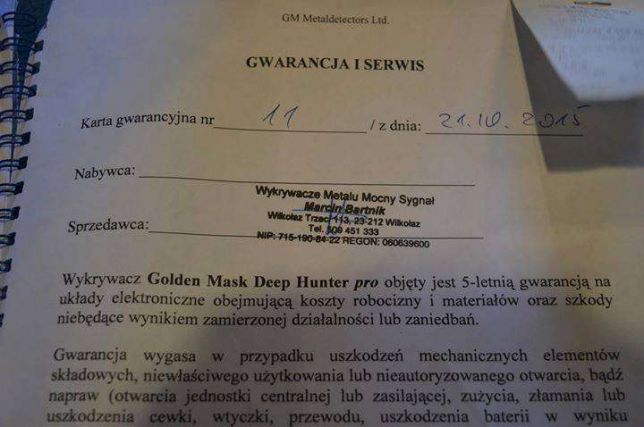 GM Metaldetectors Ltd.
GWARANCJA I SERWIS
Karta gwarancyjna nr 11 / z dnia: 21.10.2015
Nabywca:
Wykrywacze Metalu Mocny Sygnał
Marcin Bartnik
Wilkołaz Trzeci 113, 23-212 Wilkołaz
Sprzedawca:
Tel. 509 451 333
NIP: 715-190-84-22 REGON: 060639600
Wykrywacz Golden Mask Deep Hunter pro objęty jest 5-letnią gwarancją na
układy elektroniczne obejmującą koszty robocizny i materiałów oraz szkody
niebędące wynikiem zamierzonej działalności lub zaniedbań.
Gwarancja wygasa w przypadku uszkodzeń mechanicznych elementów
składowych, niewłaściwego użytkowania lub nieautoryzowanego otwarcia, bądź
napraw (otwarcia jednostki centralnej lub zasilającej, zużycia, złamania lub
uszkodzenia cewki, wtyczki, przewodu, uszkodzenia baterii w wyniku